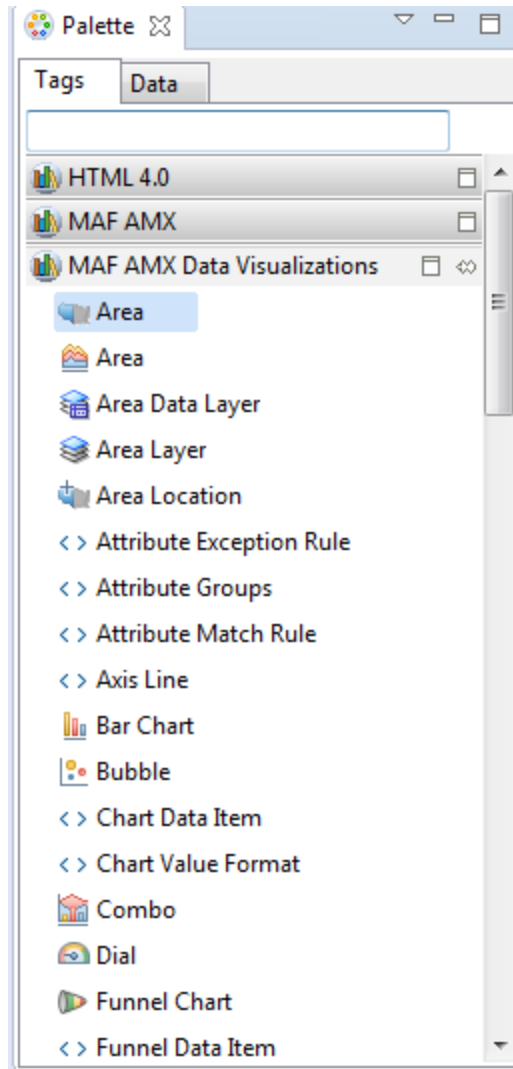 Palette
Tags Data
HTML 4.0
MAF AMX
MAF AMX Data Visualizations
Area
Area
Area Data Layer
Area Layer
Area Location
Attribute Exception Rule
Attribute Groups
Attribute Match Rule
Axis Line
Bar Chart
Bubble
Chart Data Item
Chart Value Format
Combo
Dial
Funnel Chart
Funnel Data Item